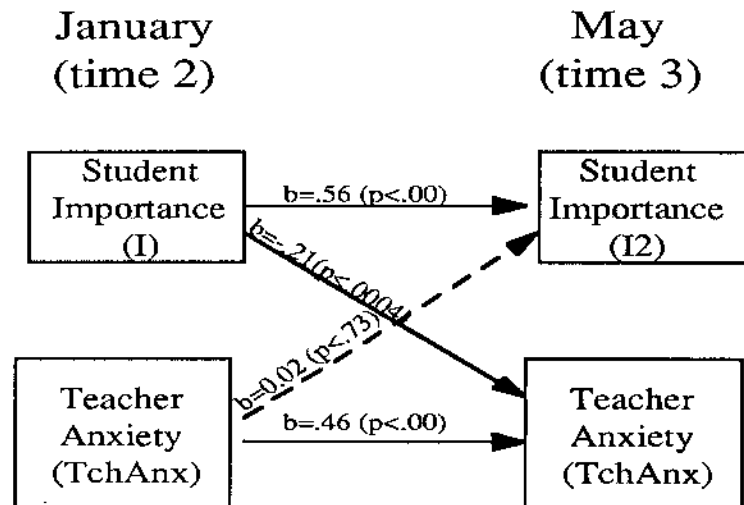 January
(time 2)
May
(time 3)
Student
Importance
(I)
b=.56 (p<.00)
Student
Importance
(I2)
b=-.21(p<.0004)
b=0.02 (p<.73)
Teacher
Anxiety
(TchAnx)
b=.46 (p<.00)
Teacher
Anxiety
(TchAnx)